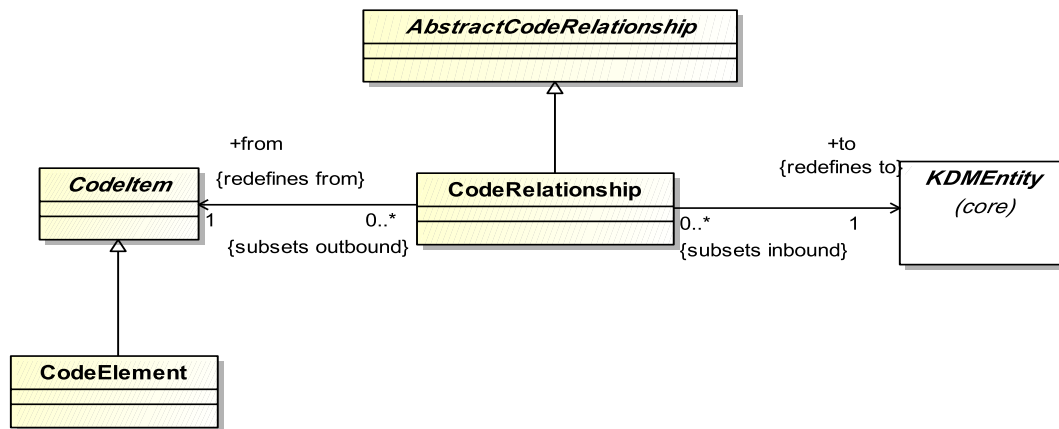 AbstractCodeRelationship
+from
+to
{redefines from}
{redefines to}
CodeItem
CodeRelationship
KDMEntity
(core)
1
0..*
0..*
1
{subsets outbound}
{subsets inbound}
CodeElement